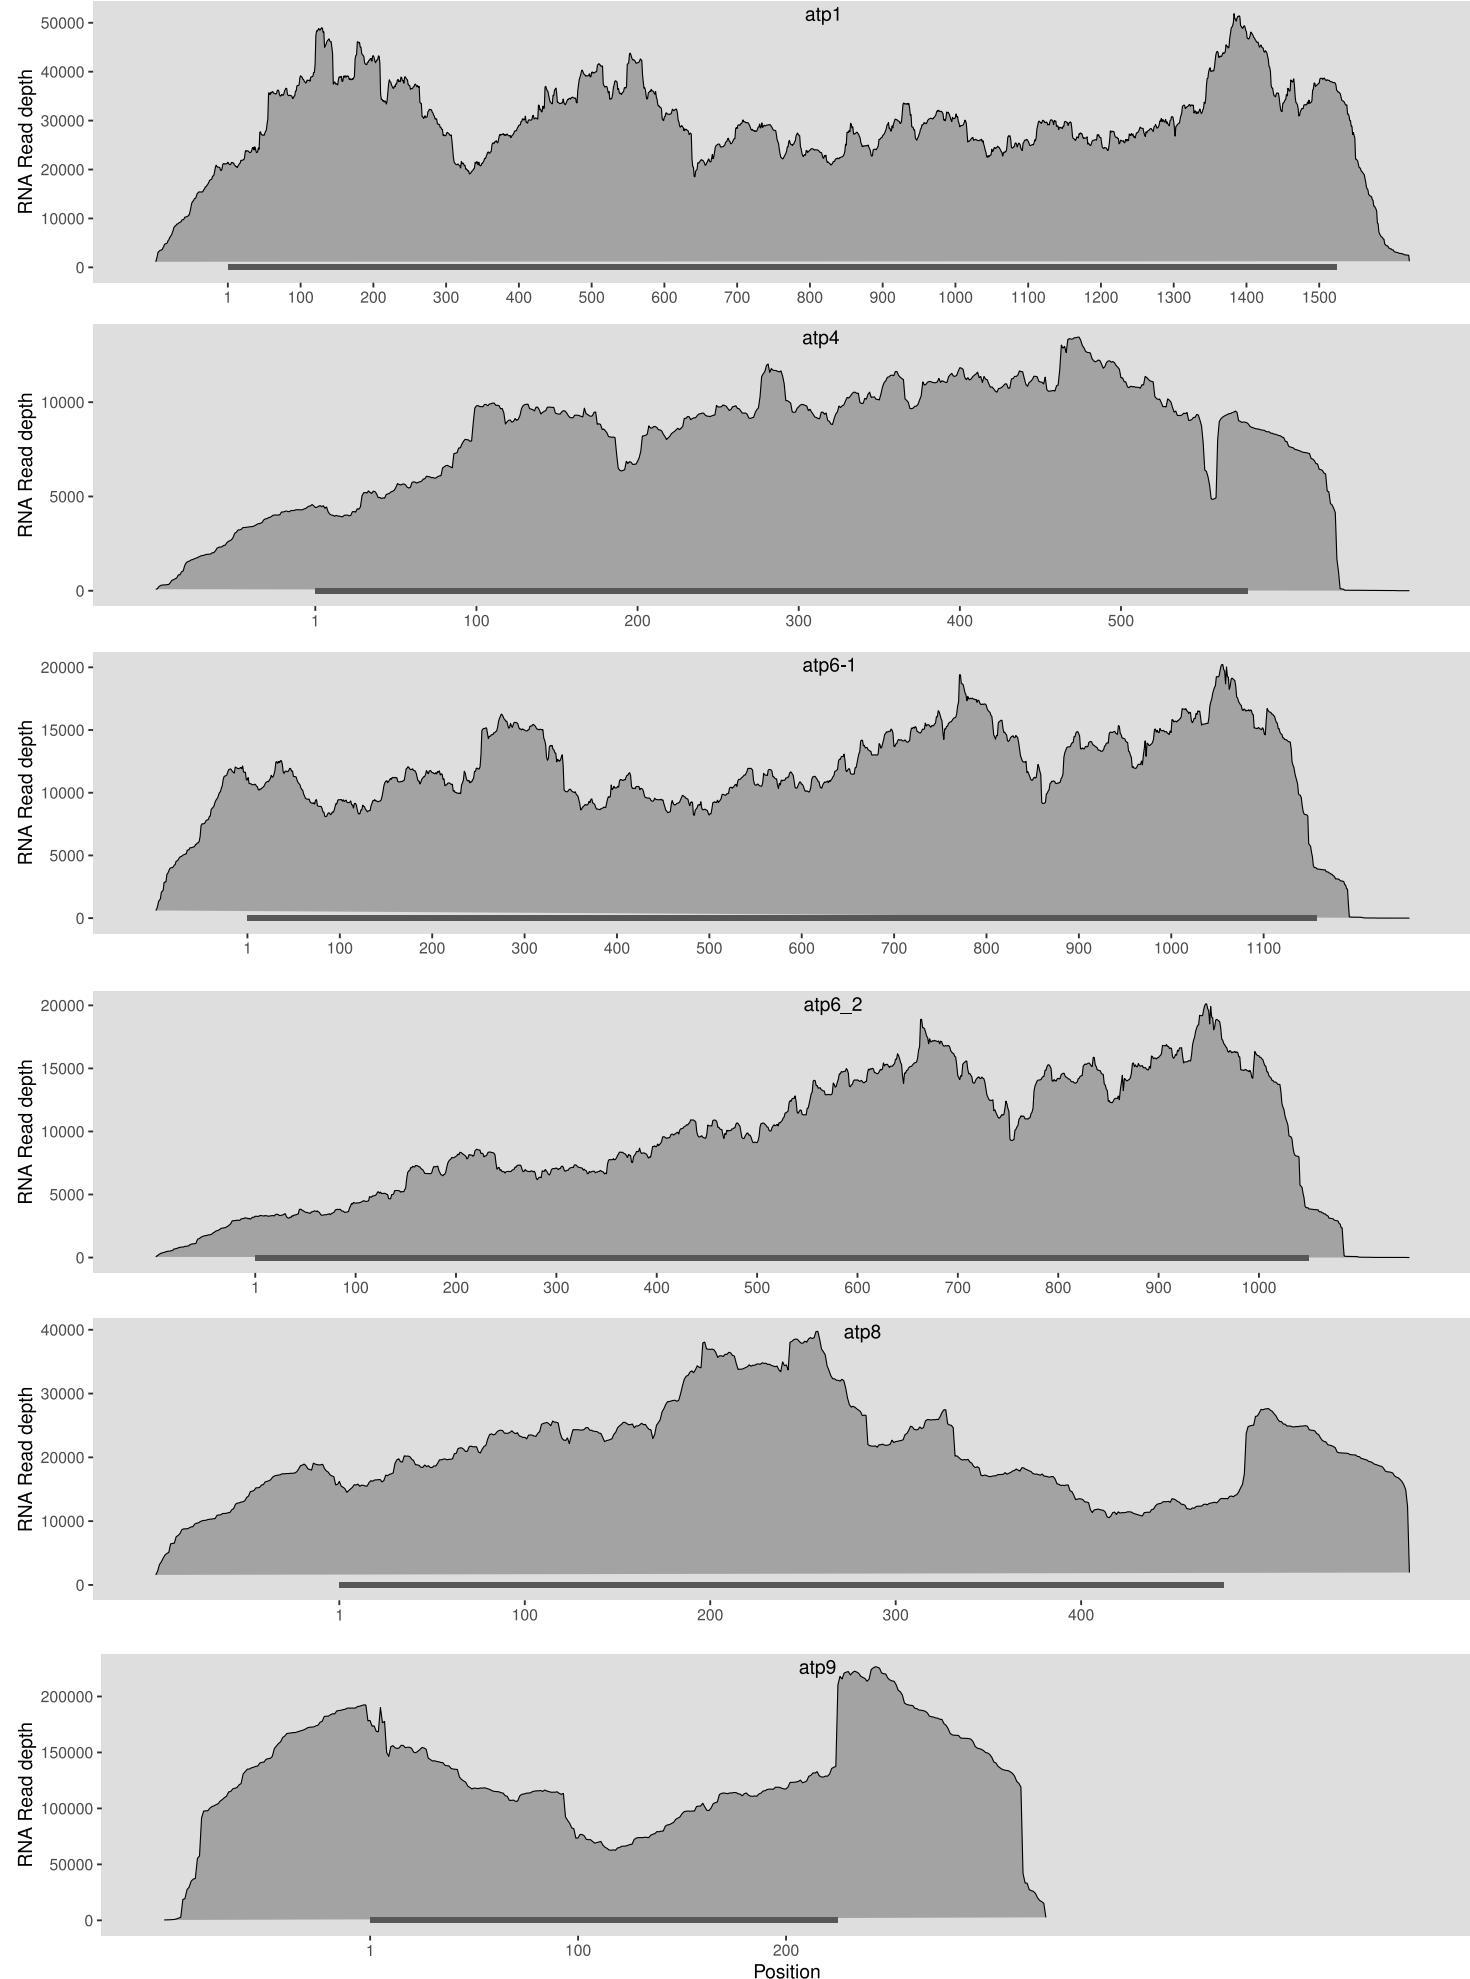 atp1
RNA Read depth
50000
40000
30000
20000
10000
0
1 100 200 300 400 500 600 700 800 900 1000 1100 1200 1300 1400 1500
atp4
RNA Read depth
10000
5000
0
1 100 200 300 400 500
atp6-1
RNA Read depth
20000
15000
10000
5000
0
1 100 200 300 400 500 600 700 800 900 1000 1100
atp6_2
RNA Read depth
20000
15000
10000
5000
0
1 100 200 300 400 500 600 700 800 900 1000
atp8
RNA Read depth
40000
30000
20000
10000
0
1 100 200 300 400
atp9
RNA Read depth
200000
150000
100000
50000
0
1 100 200
Position